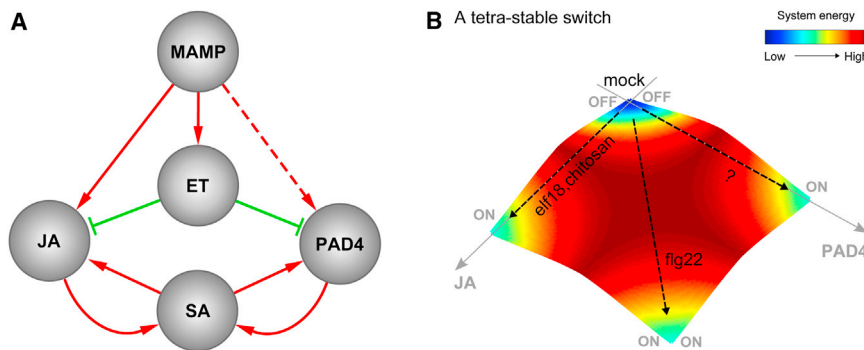 A
MAMP
ET
JA
PAD4
SA
B A tetra-stable switch
System energy
Low High
mock
OFF OFF
elf18,chitosan
?
ON
ON
flg22
JA
PAD4
ON ON